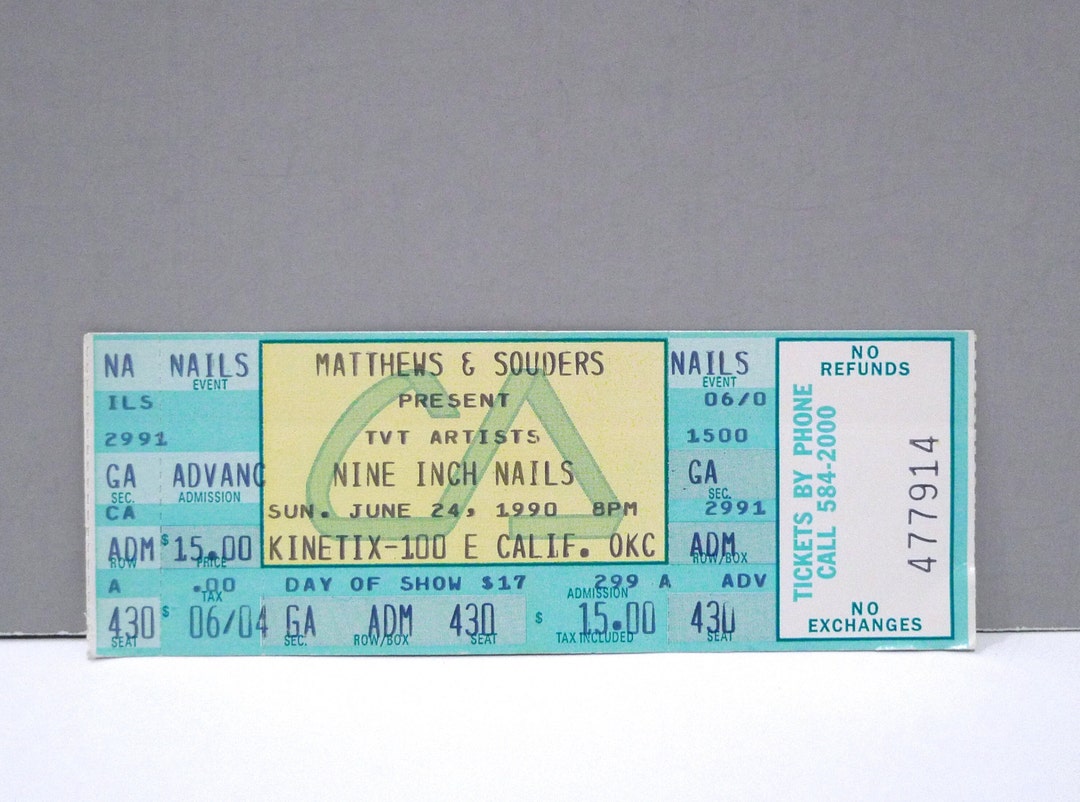 NA NAILS MATTHEWS & SOUDERS NAILS NO
EVENT EVENT REFUNDS
ILS PRESENT 06/0
2991 TVT ARTISTS 1500
GA ADVANC NINE INCH NAILS GA
SEC. ADMISSION SEC.
CA SUN. JUNE 24, 1990 8PM 2991
ADM $15.00 KINETIX-100 E CALIF. OKC ADM
ROW PRICE ROW/BOX
A .00 DAY OF SHOW $17 299 A ADV
TAX ADMISSION
430 $ 06/04 GA ADM 430 $ 15.00 430
SEAT SEC. ROW/BOX SEAT TAX INCLUDED SEAT
TICKETS BY PHONE
CALL 584-2000
477914
NO
EXCHANGES